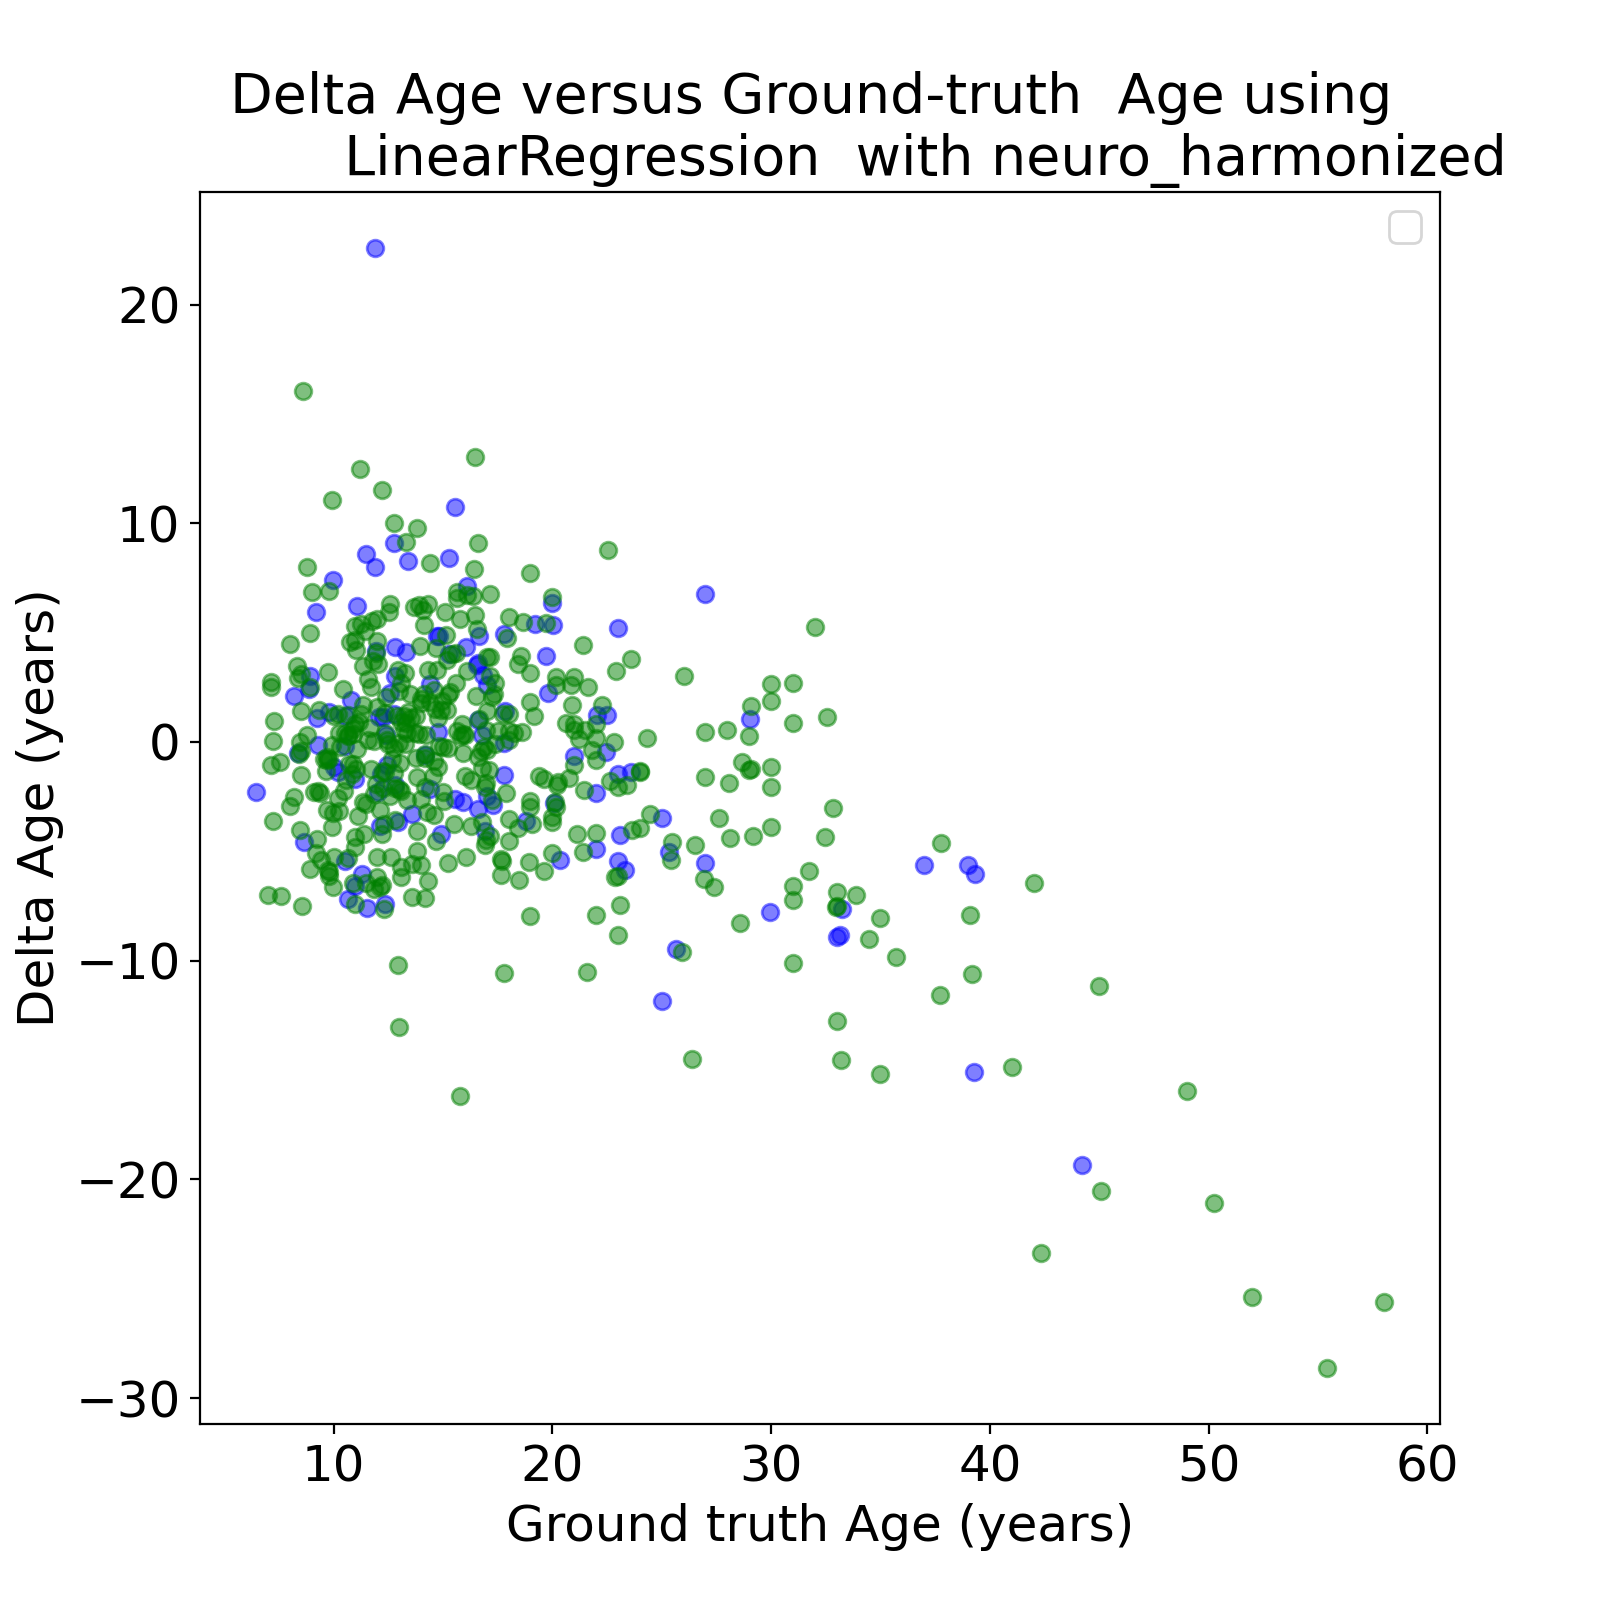 Delta Age versus Ground-truth  Age using
LinearRegression  with neuro_harmonized
20
10
0
−10
−20
−30
Delta Age (years)
10 20 30 40 50 60
Ground truth Age (years)